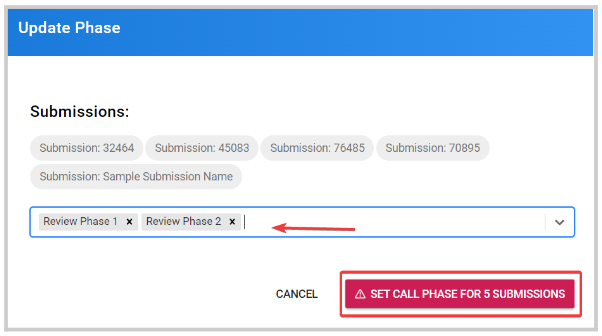 Update Phase
Submissions:
Submission: 32464 Submission: 45083 Submission: 76485 Submission: 70895
Submission: Sample Submission Name
Review Phase 1 x Review Phase 2 x
CANCEL SET CALL PHASE FOR 5 SUBMISSIONS